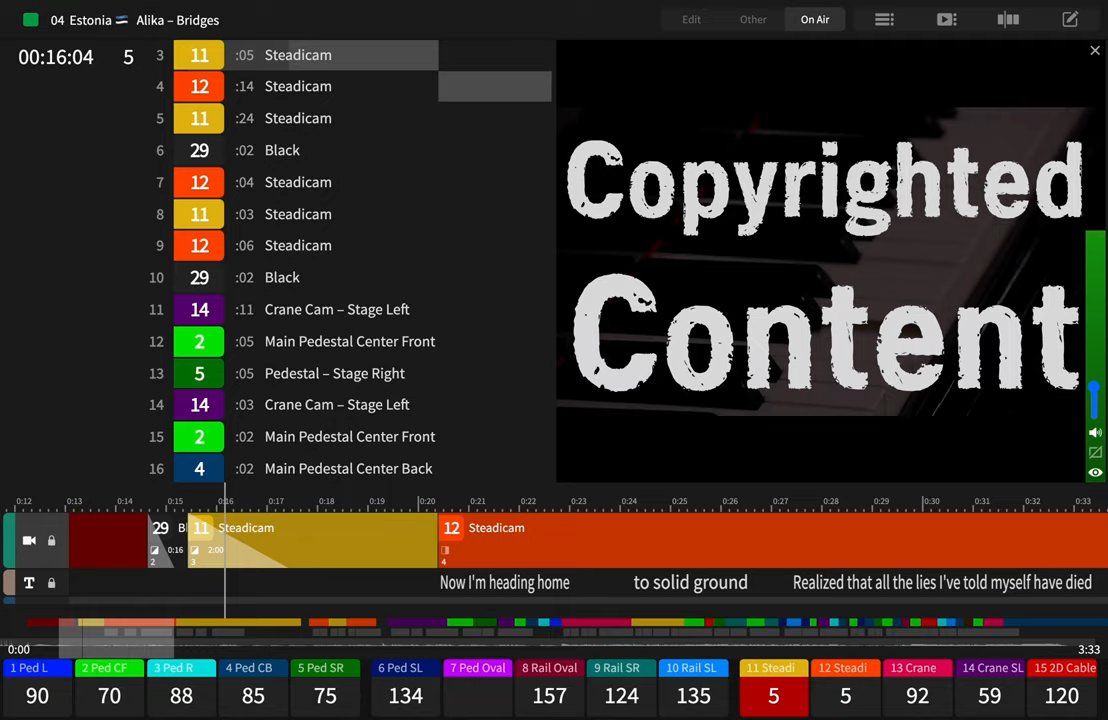 04 Estonia Alika – Bridges
Edit Other On Air
00:16:04 5
3 11 :05 Steadicam
4 12 :14 Steadicam
5 11 :24 Steadicam
6 29 :02 Black
7 12 :04 Steadicam
8 11 :03 Steadicam
9 12 :06 Steadicam
10 29 :02 Black
11 14 :11 Crane Cam – Stage Left
12 2 :05 Main Pedestal Center Front
13 5 :05 Pedestal – Stage Right
14 14 :03 Crane Cam – Stage Left
15 2 :02 Main Pedestal Center Front
16 4 :02 Main Pedestal Center Back
Copyrighted
Content
0:12 0:13 0:14 0:15 0:16 0:17 0:18 0:19 0:20 0:21 0:22 0:23 0:24 0:25 0:26 0:27 0:28 0:29 0:30 0:31 0:32 0:33
29 Bl 11 Steadicam 12 Steadicam
0:16 2:00
2 3 4
T Now I'm heading home to solid ground Realized that all the lies I've told myself have died
0:00 3:33
1 Ped L 2 Ped CF 3 Ped R 4 Ped CB 5 Ped SR 6 Ped SL 7 Ped Oval 8 Rail Oval 9 Rail SR 10 Rail SL 11 Steadi 12 Steadi 13 Crane 14 Crane SL 15 2D Cable
90 70 88 85 75 134 157 124 135 5 5 92 59 120